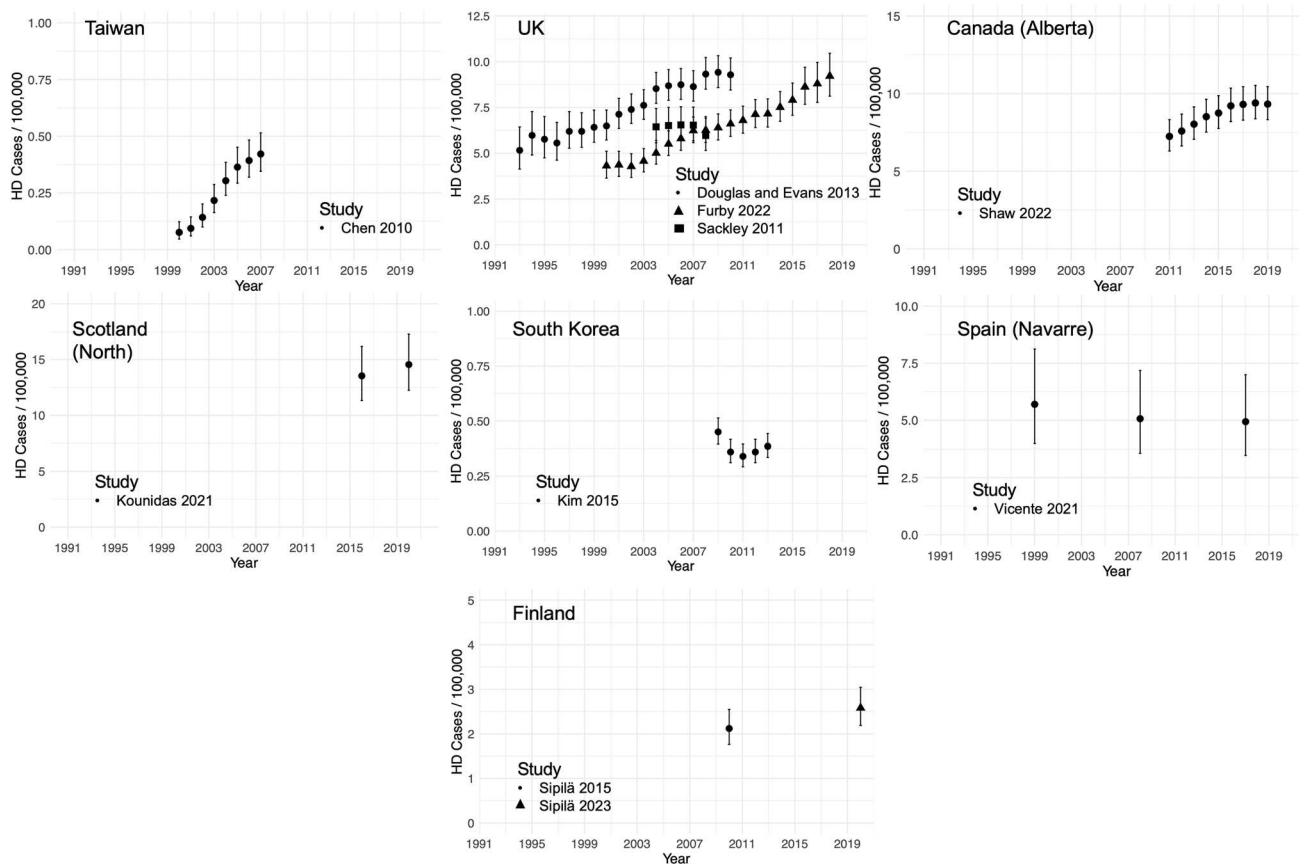 Taiwan
HD Cases / 100,000
1.00
0.75
0.50
0.25
0.00
Study
Chen 2010
1991 1995 1999 2003 2007 2011 2015 2019
Year
UK
HD Cases / 100,000
12.5
10.0
7.5
5.0
2.5
0.0
Study
Douglas and Evans 2013
Furby 2022
Sackley 2011
1991 1995 1999 2003 2007 2011 2015 2019
Year
Canada (Alberta)
HD Cases / 100,000
15
10
5
0
Study
Shaw 2022
1991 1995 1999 2003 2007 2011 2015 2019
Year
Scotland
(North)
HD Cases / 100,000
20
15
10
5
0
Study
Kounidas 2021
1991 1995 1999 2003 2007 2011 2015 2019
Year
South Korea
HD Cases / 100,000
1.00
0.75
0.50
0.25
0.00
Study
Kim 2015
1991 1995 1999 2003 2007 2011 2015 2019
Year
Spain (Navarre)
HD Cases / 100,000
10.0
7.5
5.0
2.5
0.0
Study
Vicente 2021
1991 1995 1999 2003 2007 2011 2015 2019
Year
Finland
HD Cases / 100,000
5
4
3
2
1
0
Study
Sipilä 2015
Sipilä 2023
1991 1995 1999 2003 2007 2011 2015 2019
Year